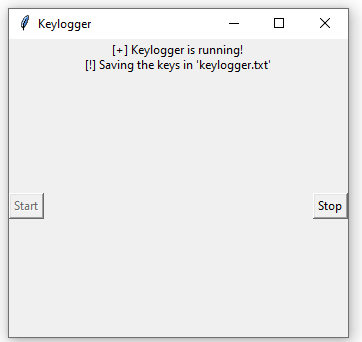 Keylogger
[+] Keylogger is running!
[!] Saving the keys in 'keylogger.txt'
Start
Stop